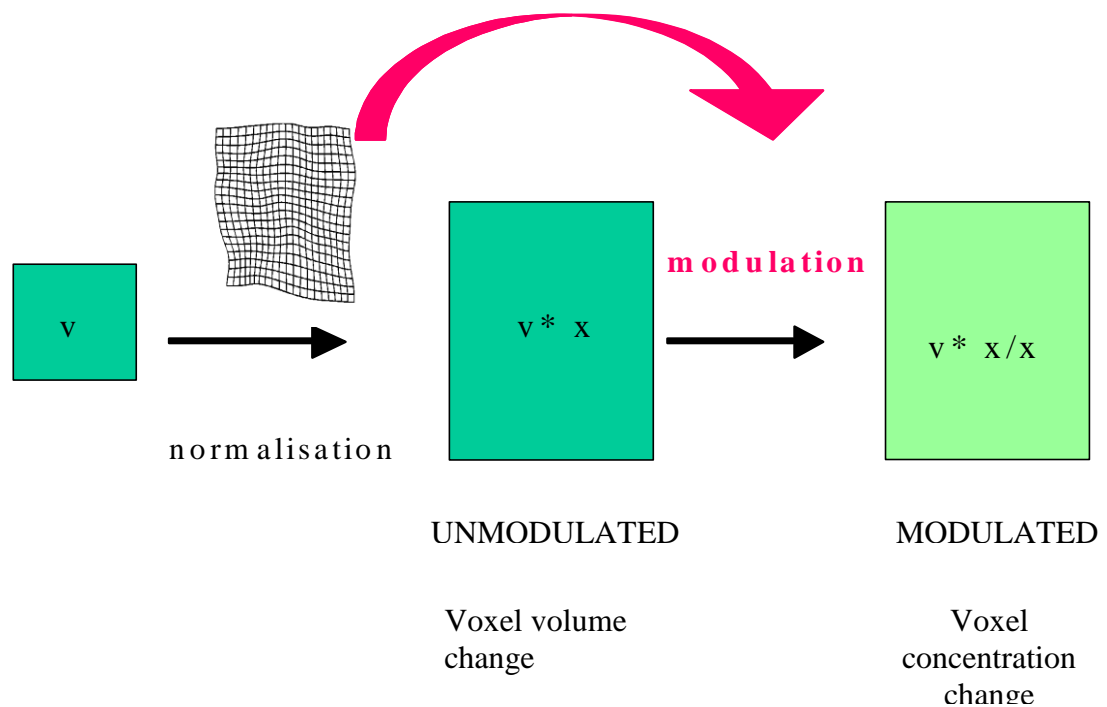 modulation
v
v* x
v* x/x
normalisation
UNMODULATED
MODULATED
Voxel volume
change
Voxel
concentration
change